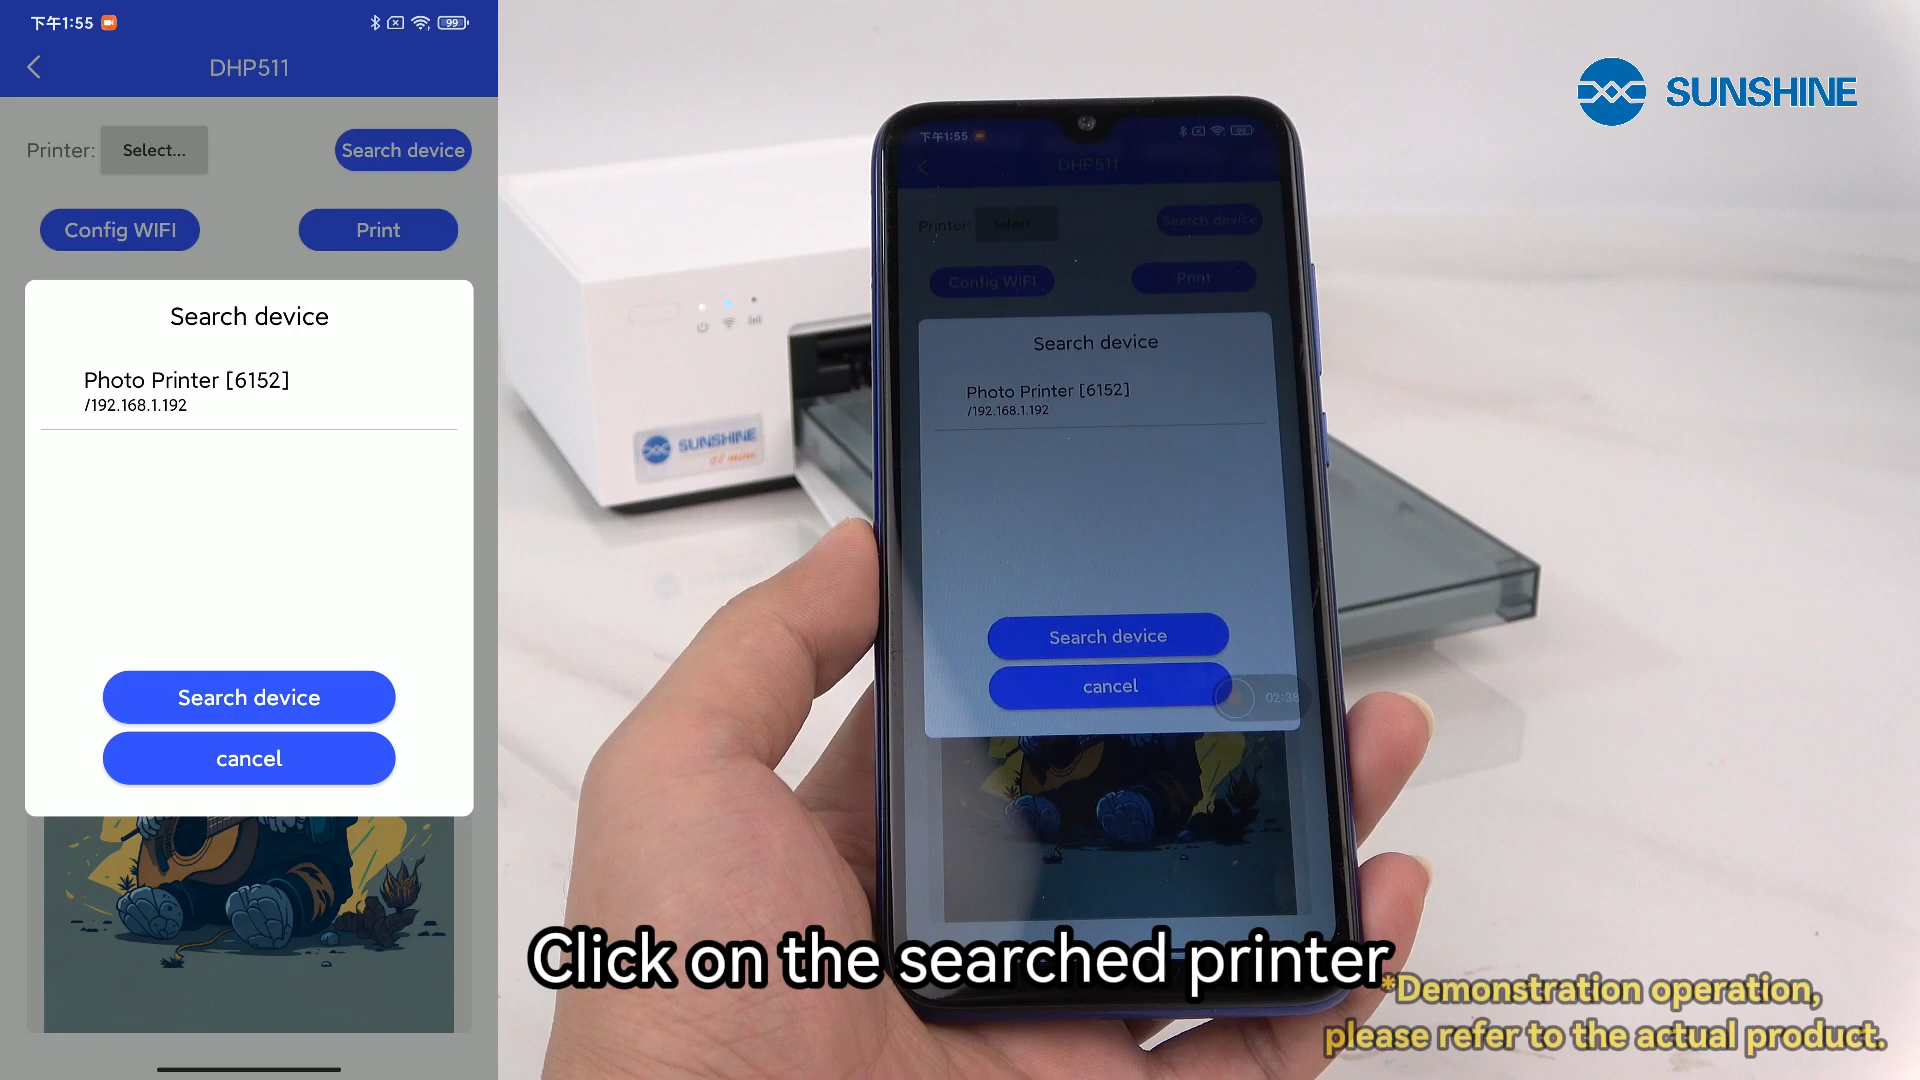 下午1:55
99
DHP511
Printer: Select... Search device
Config WIFI Print
Search device
Photo Printer [6152]
/192.168.1.192
Search device
cancel
SUNSHINE
下午1:55
DHP511
Printer: Select... Search device
Config WIFI Print
Search device
Photo Printer [6152]
/192.168.1.192
Search device
cancel
02:38
SUNSHINE
Click on the searched printer
*Demonstration operation,
please refer to the actual product.